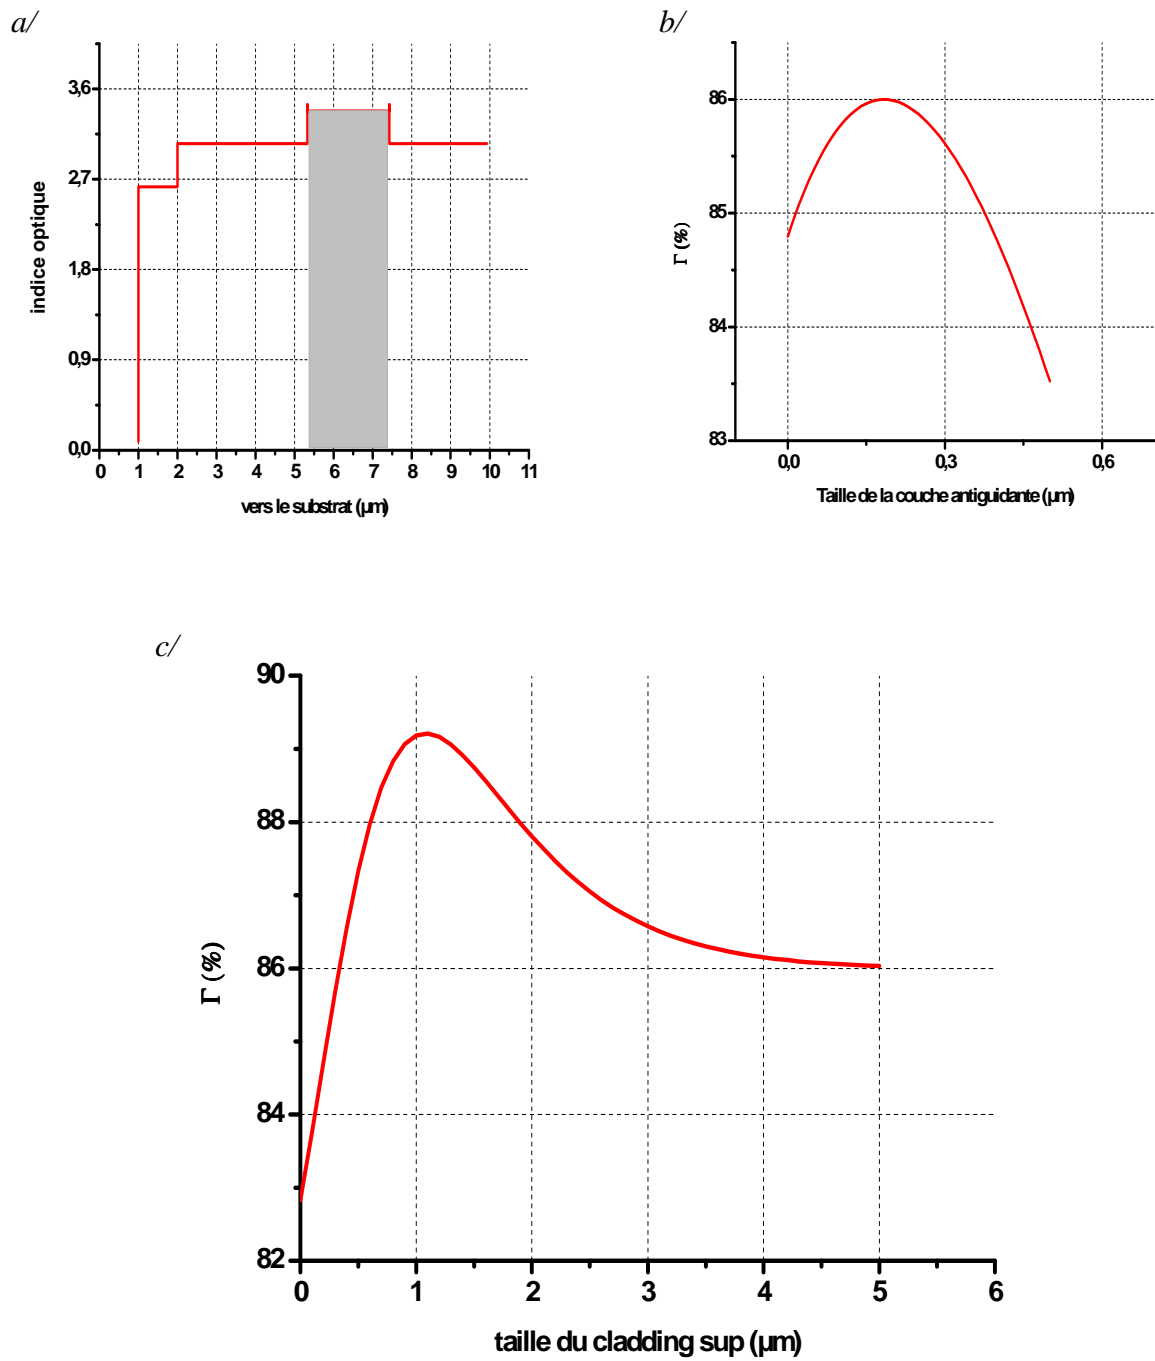 a/
b/
3,6
2,7
1,8
0,9
0,0
indice optique
0 1 2 3 4 5 6 7 8 9 10 11
vers le substrat (µm)
86
85
84
83
Γ (%)
0,0 0,3 0,6
Taille de la couche antiguidante (µm)
c/
90
88
86
84
82
Γ (%)
0 1 2 3 4 5 6
taille du cladding sup (µm)